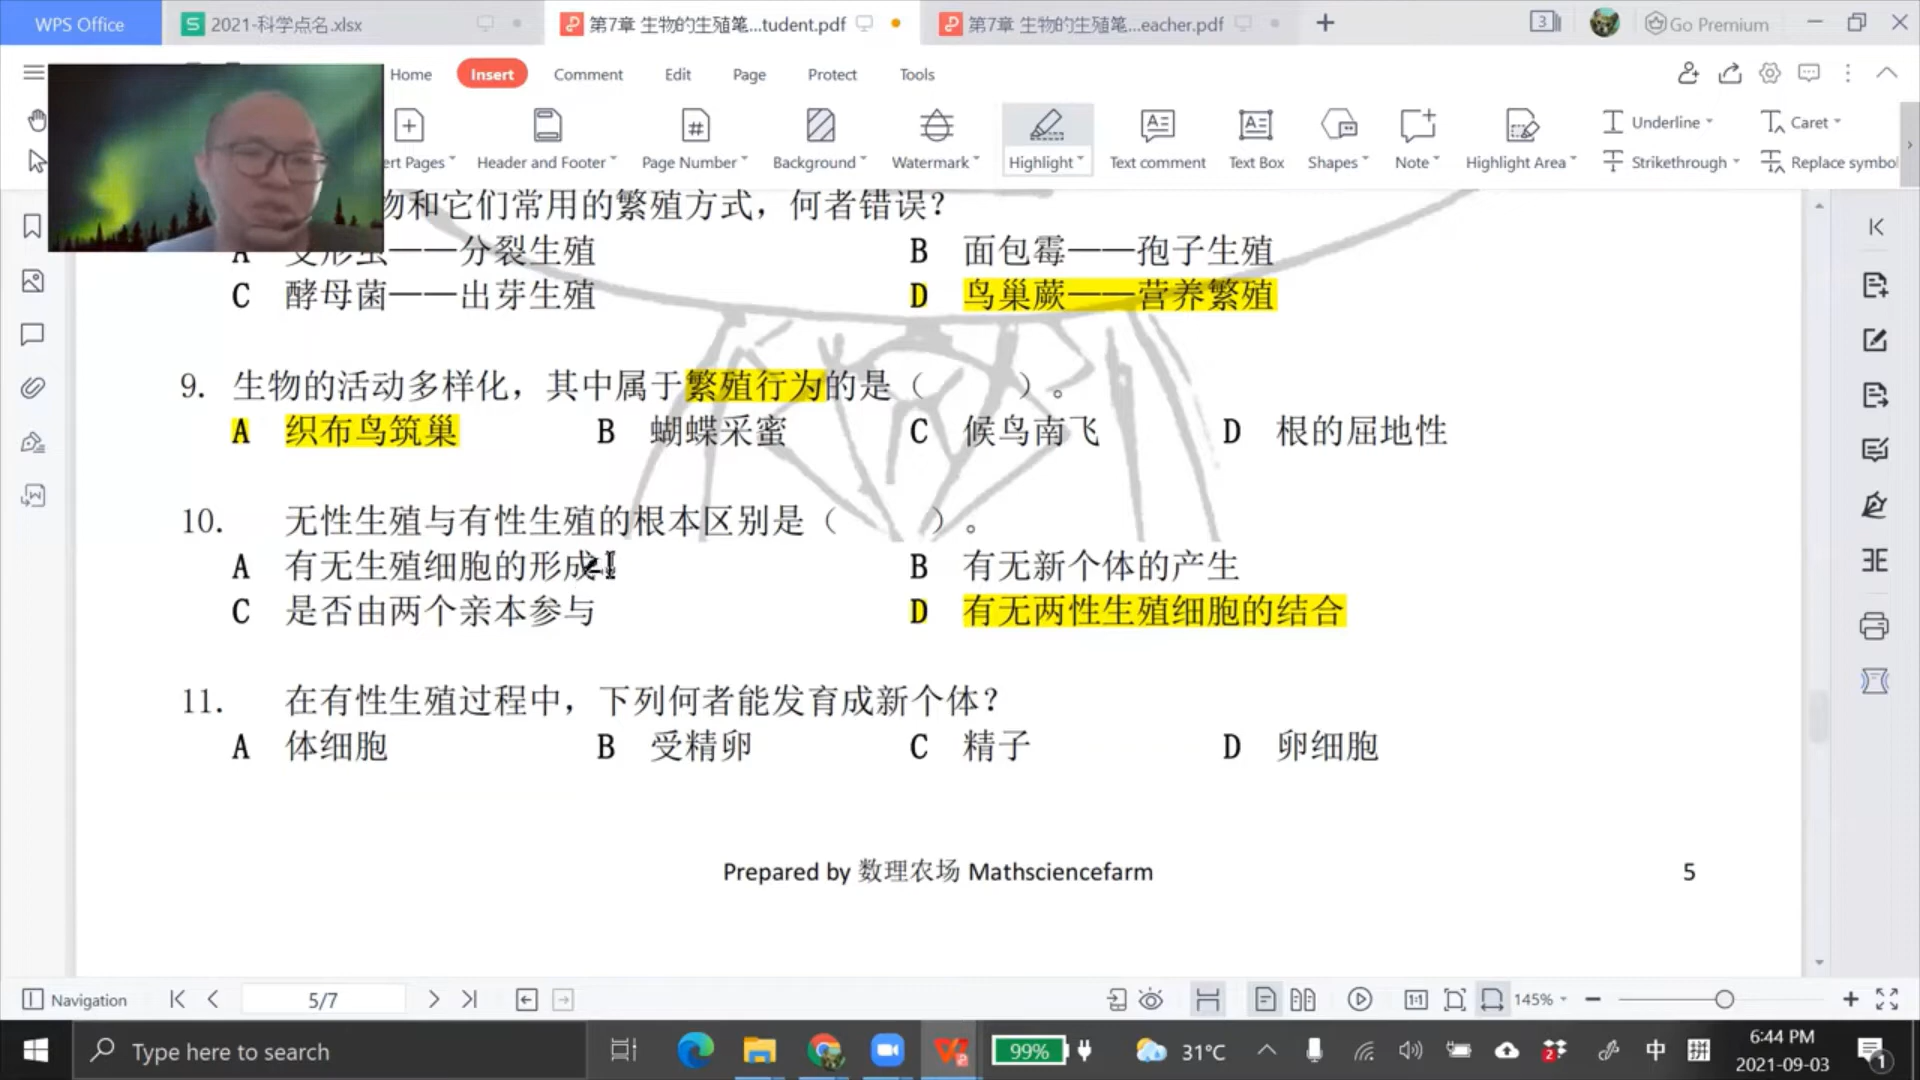 WPS Office
2021-科学点名.xlsx
第7章 生物的生殖笔...tudent.pdf
第7章 生物的生殖笔...eacher.pdf
3
Go Premium
Home
Insert
Comment
Edit
Page
Protect
Tools
ert Pages
Header and Footer
Page Number
Background
Watermark
Highlight
Text comment
Text Box
Shapes
Note
Highlight Area
Underline
Strikethrough
Caret
Replace symbol
物和它们常用的繁殖方式，何者错误？
A 变形虫——分裂生殖 B 面包霉——孢子生殖
C 酵母菌——出芽生殖 D 鸟巢蕨——营养繁殖
9. 生物的活动多样化，其中属于繁殖行为的是（ ）。
A 织布鸟筑巢 B 蝴蝶采蜜 C 候鸟南飞 D 根的屈地性
10. 无性生殖与有性生殖的根本区别是（ ）。
A 有无生殖细胞的形成 B 有无新个体的产生
C 是否由两个亲本参与 D 有无两性生殖细胞的结合
11. 在有性生殖过程中，下列何者能发育成新个体？
A 体细胞 B 受精卵 C 精子 D 卵细胞
Prepared by 数理农场 Mathsciencefarm 5
Navigation
5/7
145%
Type here to search
99%
31°C
2
中
拼
6:44 PM
2021-09-03
1